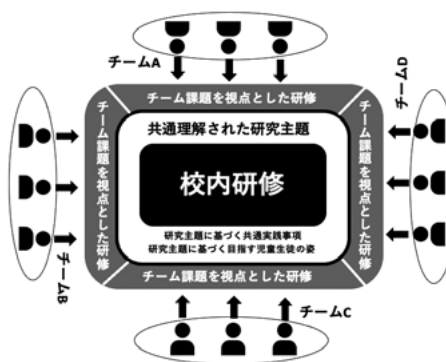 チームA
チーム課題を視点とした研修
チームD
共通理解された研究主題
チーム課題を視点とした研修
校内研修
チーム課題を視点とした研修
研究主題に基づく共通実践事項
研究主題に基づく目指す児童生徒の姿
チーム課題を視点とした研修
チームB
チームC